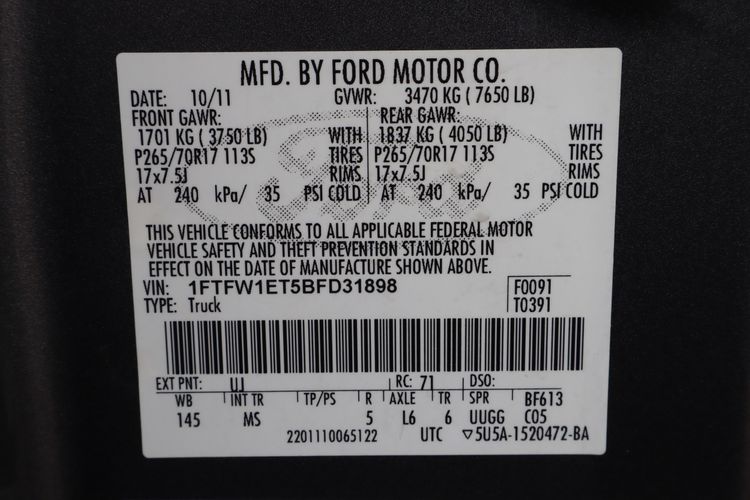 MFD. BY FORD MOTOR CO.
DATE: 10/11 GVWR: 3470 KG ( 7650 LB)
FRONT GAWR: REAR GAWR:
1701 KG ( 3750 LB) WITH 1837 KG ( 4050 LB) WITH
P265/70R17 113S TIRES P265/70R17 113S TIRES
17x7.5J RIMS 17x7.5J RIMS
AT 240 kPa/ 35 PSI COLD AT 240 kPa/ 35 PSI COLD
Ford
THIS VEHICLE CONFORMS TO ALL APPLICABLE FEDERAL MOTOR
VEHICLE SAFETY AND THEFT PREVENTION STANDARDS IN
EFFECT ON THE DATE OF MANUFACTURE SHOWN ABOVE.
VIN: 1FTFW1ET5BFD31898 F0091
TYPE: Truck T0391
EXT PNT: UJ RC: 71 DSO:
WB INT TR TP/PS R AXLE TR SPR BF613
145 MS 5 L6 6 UUGG C05
2201110065122 UTC ▽5U5A-1520472-BA